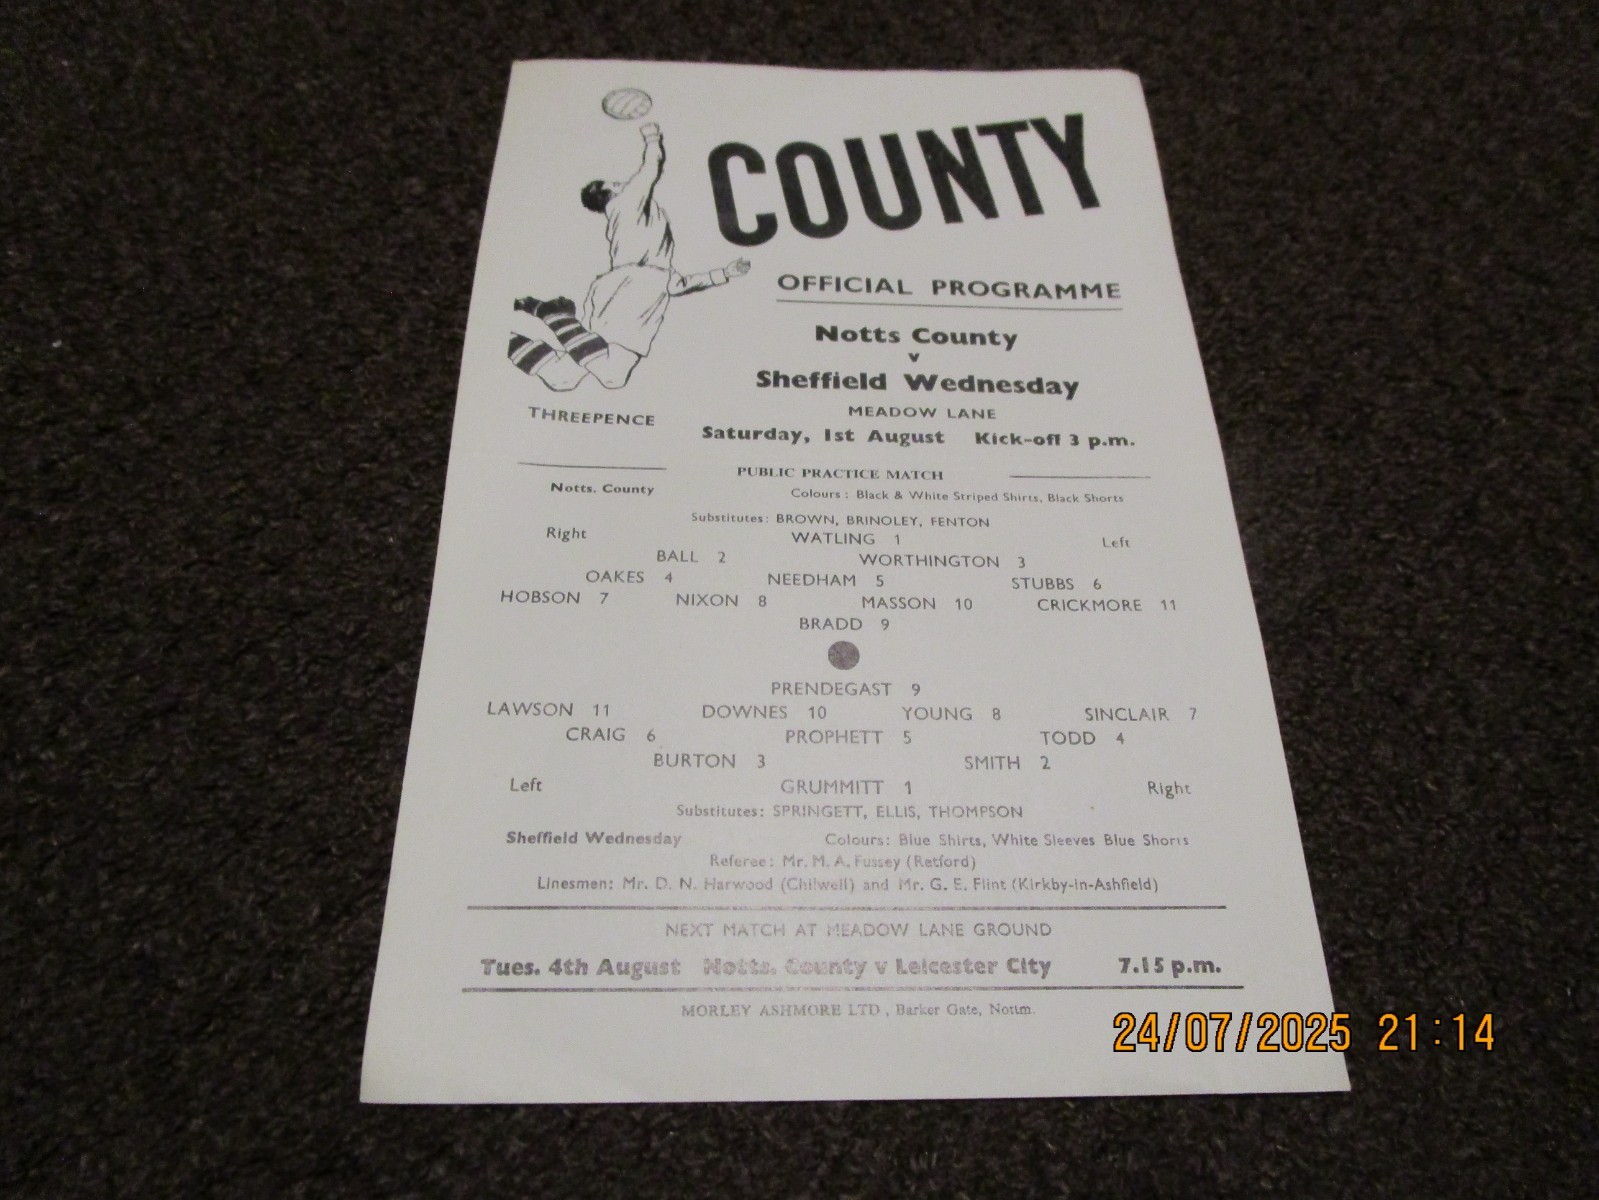 COUNTY
OFFICIAL PROGRAMME
Notts County
v
Sheffield Wednesday
MEADOW LANE
THREEPENCE
Saturday, 1st August Kick-off 3 p.m.
PUBLIC PRACTICE MATCH
Notts. County Colours : Black & White Striped Shirts, Black Shorts
Substitutes: BROWN, BRINOLEY, FENTON
Right WATLING 1 Left
BALL 2 WORTHINGTON 3
OAKES 4 NEEDHAM 5 STUBBS 6
HOBSON 7 NIXON 8 MASSON 10 CRICKMORE 11
BRADD 9
PRENDEGAST 9
LAWSON 11 DOWNES 10 YOUNG 8 SINCLAIR 7
CRAIG 6 PROPHETT 5 TODD 4
BURTON 3 SMITH 2
Left GRUMMITT 1 Right
Substitutes: SPRINGETT, ELLIS, THOMPSON
Sheffield Wednesday Colours: Blue Shirts, White Sleeves Blue Shorts
Referee: Mr. M. A. Fussey (Retford)
Linesmen: Mr. D. N. Harwood (Chilwell) and Mr. G. E. Flint (Kirkby-in-Ashfield)
NEXT MATCH AT MEADOW LANE GROUND
Tues. 4th August Notts. County v Leicester City 7.15 p.m.
MORLEY ASHMORE LTD., Barker Gate, Nottm.
24/07/2025 21:14